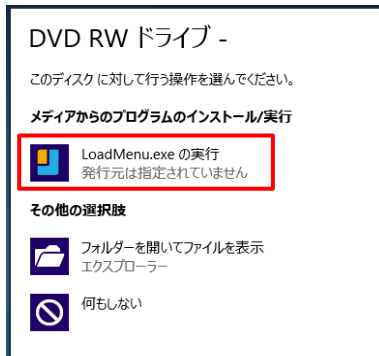 DVD RW ドライブ -
このディスク に対して行う操作を選んでください。
メディアからのプログラムのインストール/実行
LoadMenu.exe の実行
発行元は指定されていません
その他の選択肢
フォルダーを開いてファイルを表示
エクスプローラー
何もしない